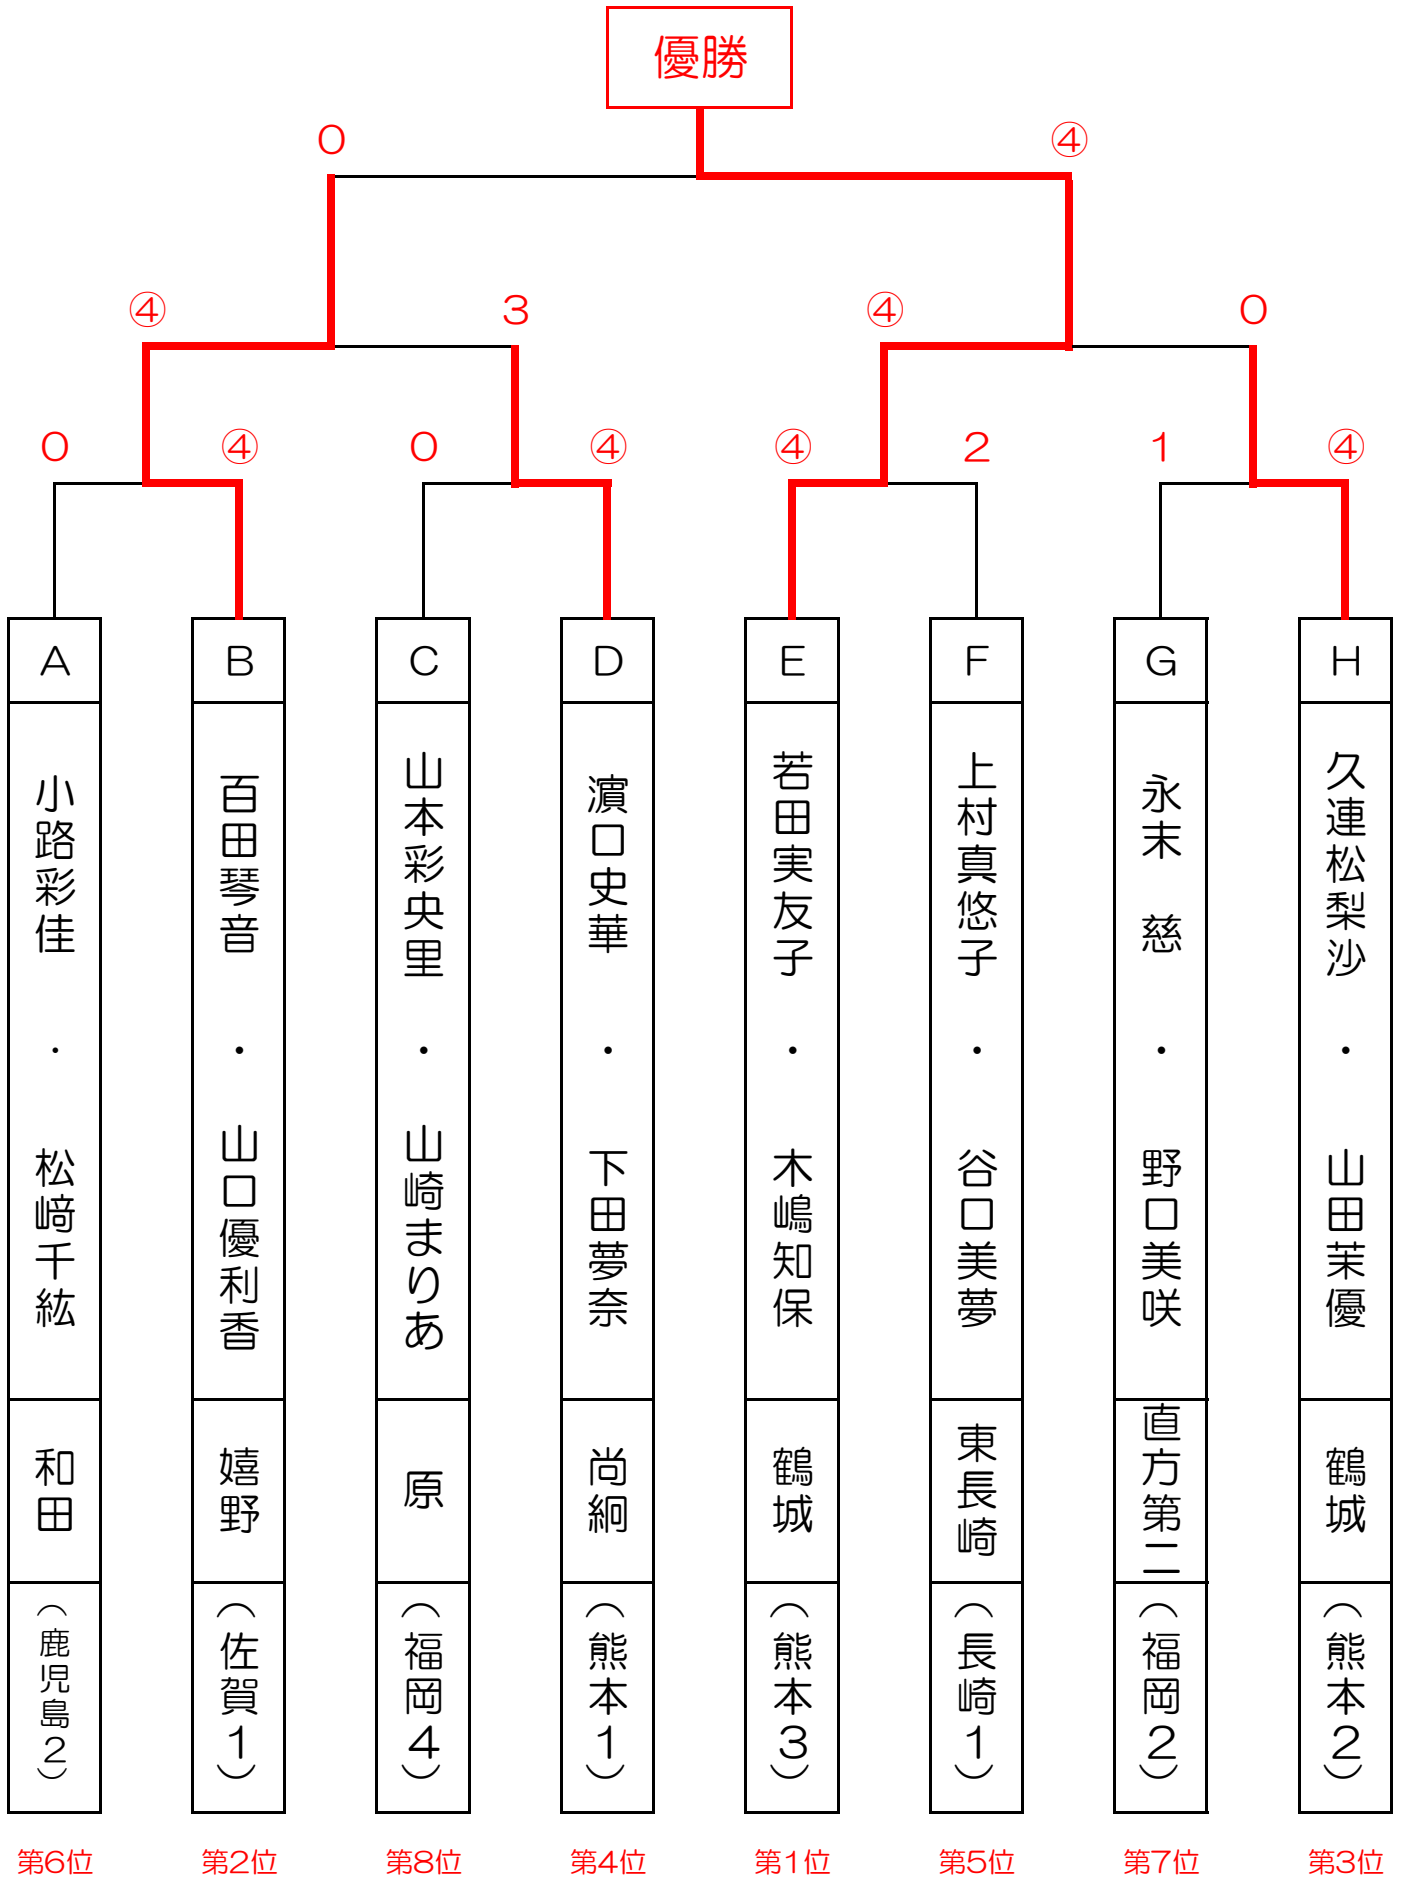 優勝
0 ④
④ 3 ④ 0
0 ④ 0 ④ ④ 2 1 ④
A B C D E F G H
小路彩佳・松﨑千紘
百田琴音・山口優利香
山本彩央里・山崎まりあ
濵口史華・下田夢奈
若田実友子・木嶋知保
上村真悠子・谷口美夢
永末 慈・野口美咲
久連松梨沙・山田茉優
和田
嬉野
原
尚絅
鶴城
東長崎
直方第二
鶴城
(鹿児島2)
(佐賀1)
(福岡4)
(熊本1)
(熊本3)
(長崎1)
(福岡2)
(熊本2)
第6位 第2位 第8位 第4位 第1位 第5位 第7位 第3位